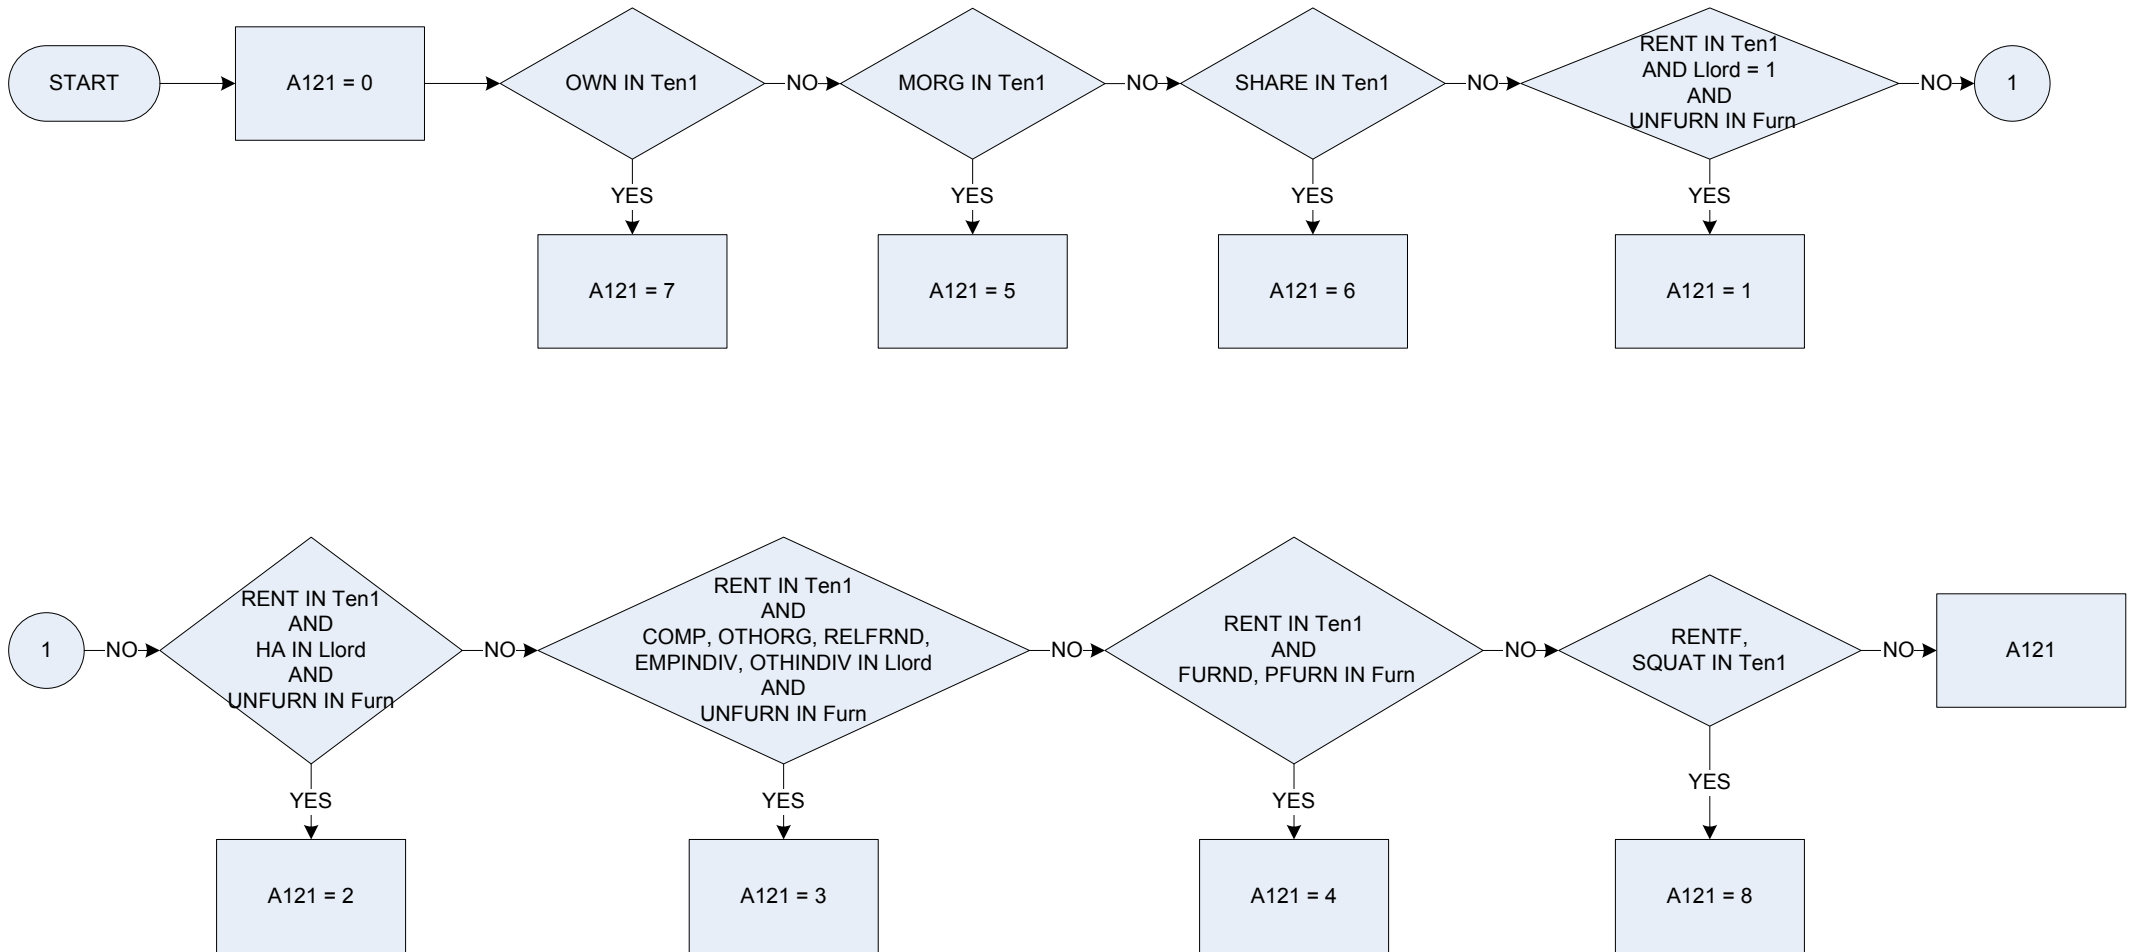 START
A121 = 0
OWN IN Ten1
NO
MORG IN Ten1
NO
SHARE IN Ten1
NO
RENT IN Ten1
AND Llord = 1
AND
UNFURN IN Furn
NO
1
YES
YES
YES
YES
A121 = 7
A121 = 5
A121 = 6
A121 = 1
1
NO
RENT IN Ten1
AND
HA IN Llord
AND
UNFURN IN Furn
NO
RENT IN Ten1
AND
COMP, OTHORG, RELFRND,
EMPINDIV, OTHINDIV IN Llord
AND
UNFURN IN Furn
NO
RENT IN Ten1
AND
FURND, PFURN IN Furn
NO
RENTF,
SQUAT IN Ten1
NO
A121
YES
YES
YES
YES
A121 = 2
A121 = 3
A121 = 4
A121 = 8